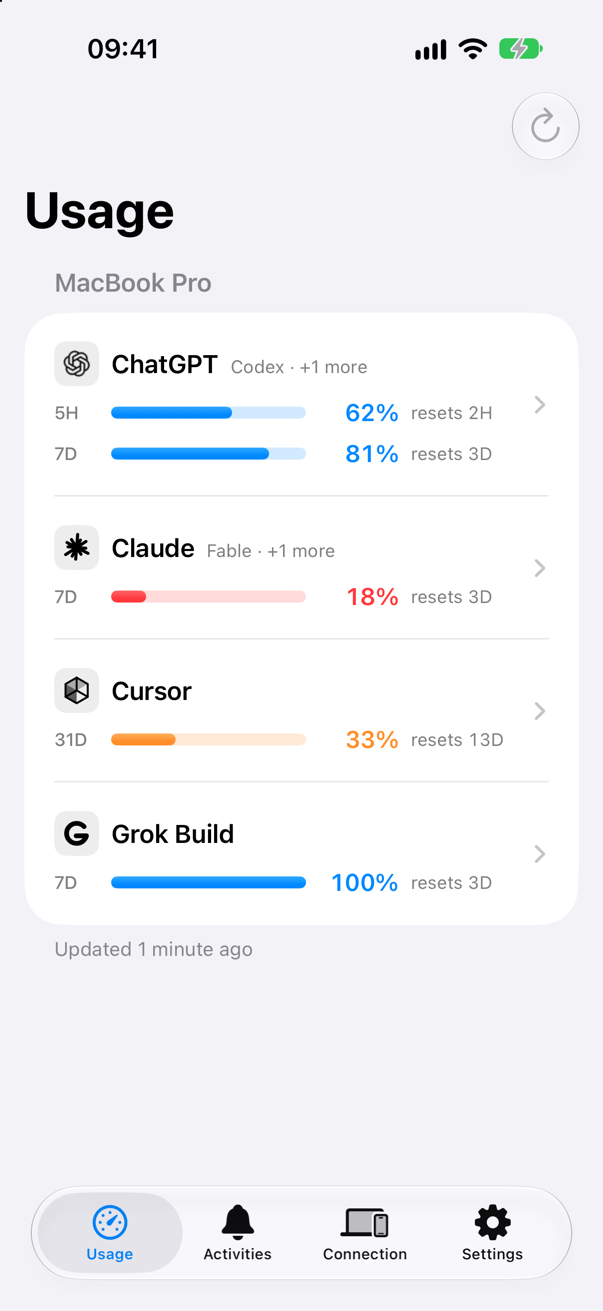 09:41
Usage
MacBook Pro
ChatGPT Codex · +1 more
5H 62% resets 2H
7D 81% resets 3D
Claude Fable · +1 more
7D 18% resets 3D
Cursor
31D 33% resets 13D
Grok Build
7D 100% resets 3D
Updated 1 minute ago
Usage Activities Connection Settings